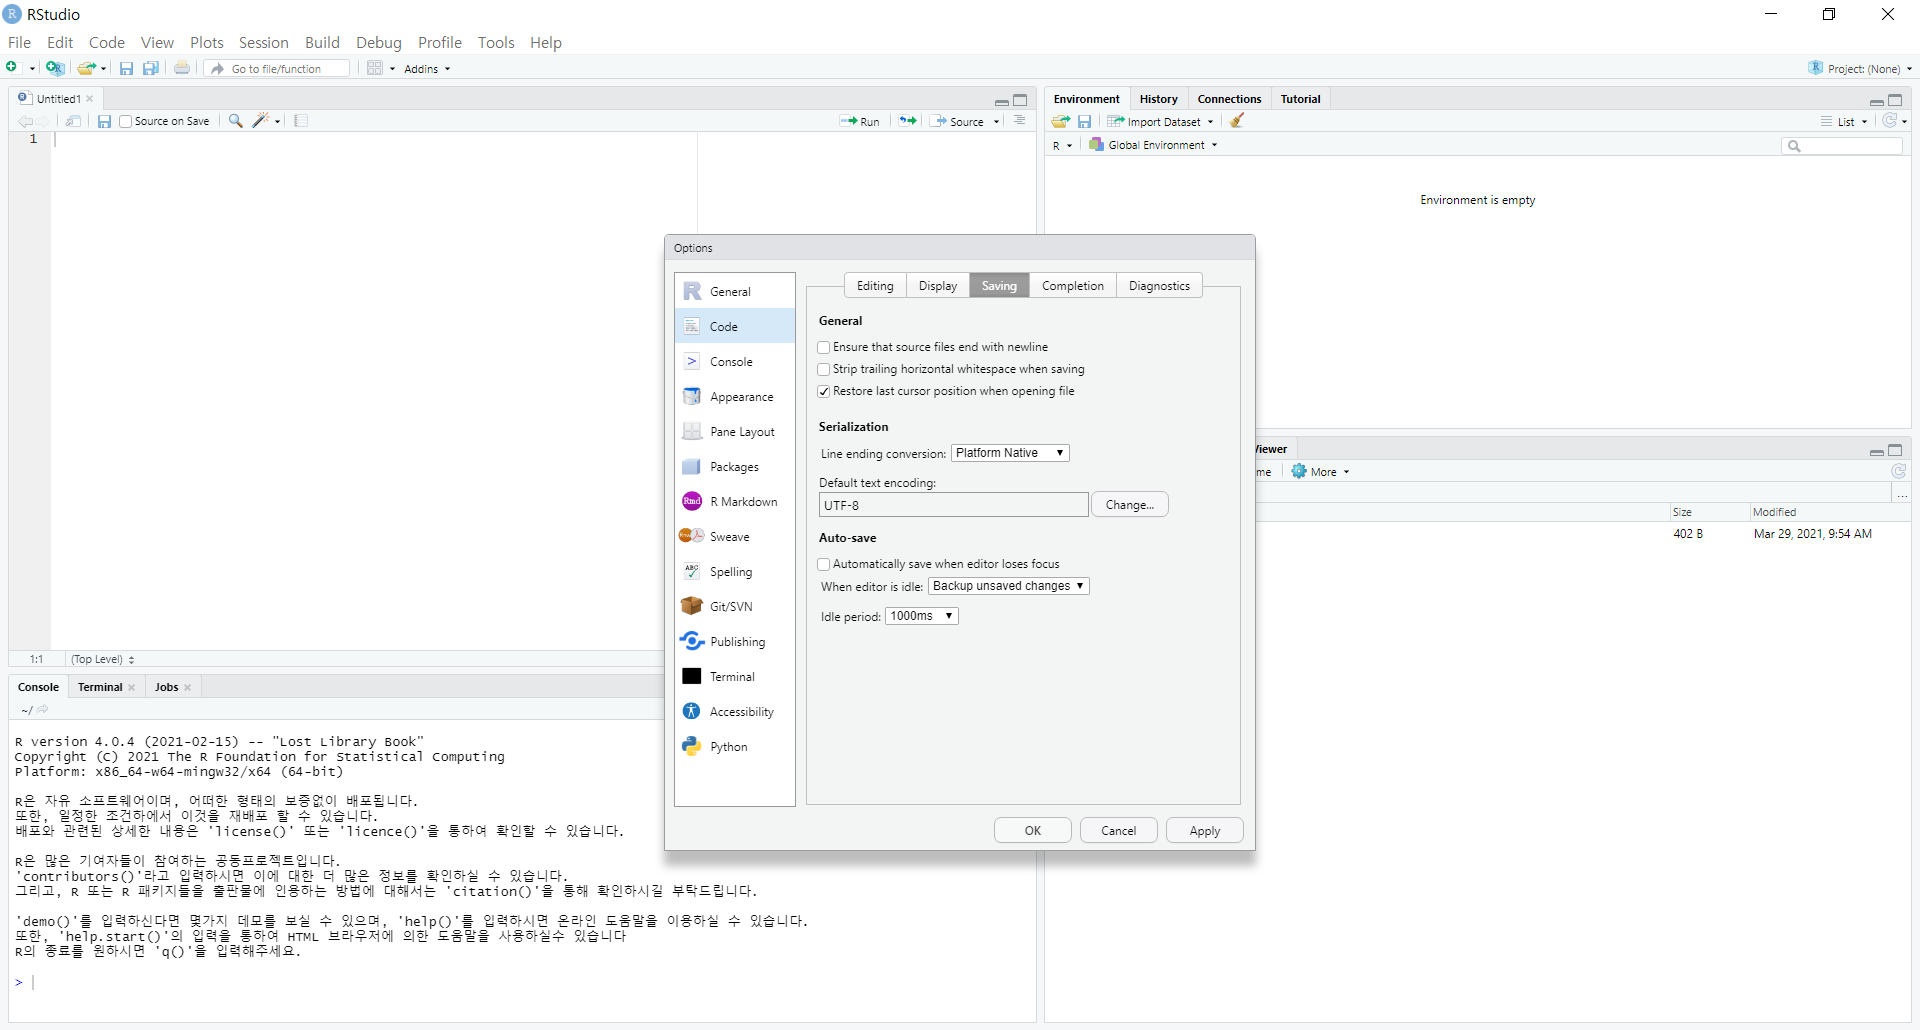 RStudio
File Edit Code View Plots Session Build Debug Profile Tools Help
Go to file/function
Addins
Project: (None)
Untitled1
Source on Save
Run
Source
1
1:1 (Top Level)
Environment History Connections Tutorial
Import Dataset
List
R Global Environment
Environment is empty
Options
General
Code
Console
Appearance
Pane Layout
Packages
R Markdown
Sweave
Spelling
Git/SVN
Publishing
Terminal
Accessibility
Python
Editing Display Saving Completion Diagnostics
General
Ensure that source files end with newline
Strip trailing horizontal whitespace when saving
Restore last cursor position when opening file
Serialization
Line ending conversion: Platform Native
Default text encoding:
UTF-8 Change...
Auto-save
Automatically save when editor loses focus
When editor is idle: Backup unsaved changes
Idle period: 1000ms
OK Cancel Apply
Viewer
me More
...
Size Modified
402 B Mar 29, 2021, 9:54 AM
Console Terminal Jobs
~/
R version 4.0.4 (2021-02-15) -- "Lost Library Book"
Copyright (C) 2021 The R Foundation for Statistical Computing
Platform: x86_64-w64-mingw32/x64 (64-bit)
R은 자유 소프트웨어이며, 어떠한 형태의 보증없이 배포됩니다.
또한, 일정한 조건하에서 이것을 재배포 할 수 있습니다.
배포와 관련된 상세한 내용은 'license()' 또는 'licence()'을 통하여 확인할 수 있습니다.
R은 많은 기여자들이 참여하는 공동프로젝트입니다.
'contributors()'라고 입력하시면 이에 대한 더 많은 정보를 확인하실 수 있습니다.
그리고, R 또는 R 패키지들을 출판물에 인용하는 방법에 대해서는 'citation()'을 통해 확인하시길 부탁드립니다.
'demo()'를 입력하신다면 몇가지 데모를 보실 수 있으며, 'help()'를 입력하시면 온라인 도움말을 이용하실 수 있습니다.
또한, 'help.start()'의 입력을 통하여 HTML 브라우저에 의한 도움말을 사용하실수 있습니다
R의 종료를 원하시면 'q()'을 입력해주세요.
>